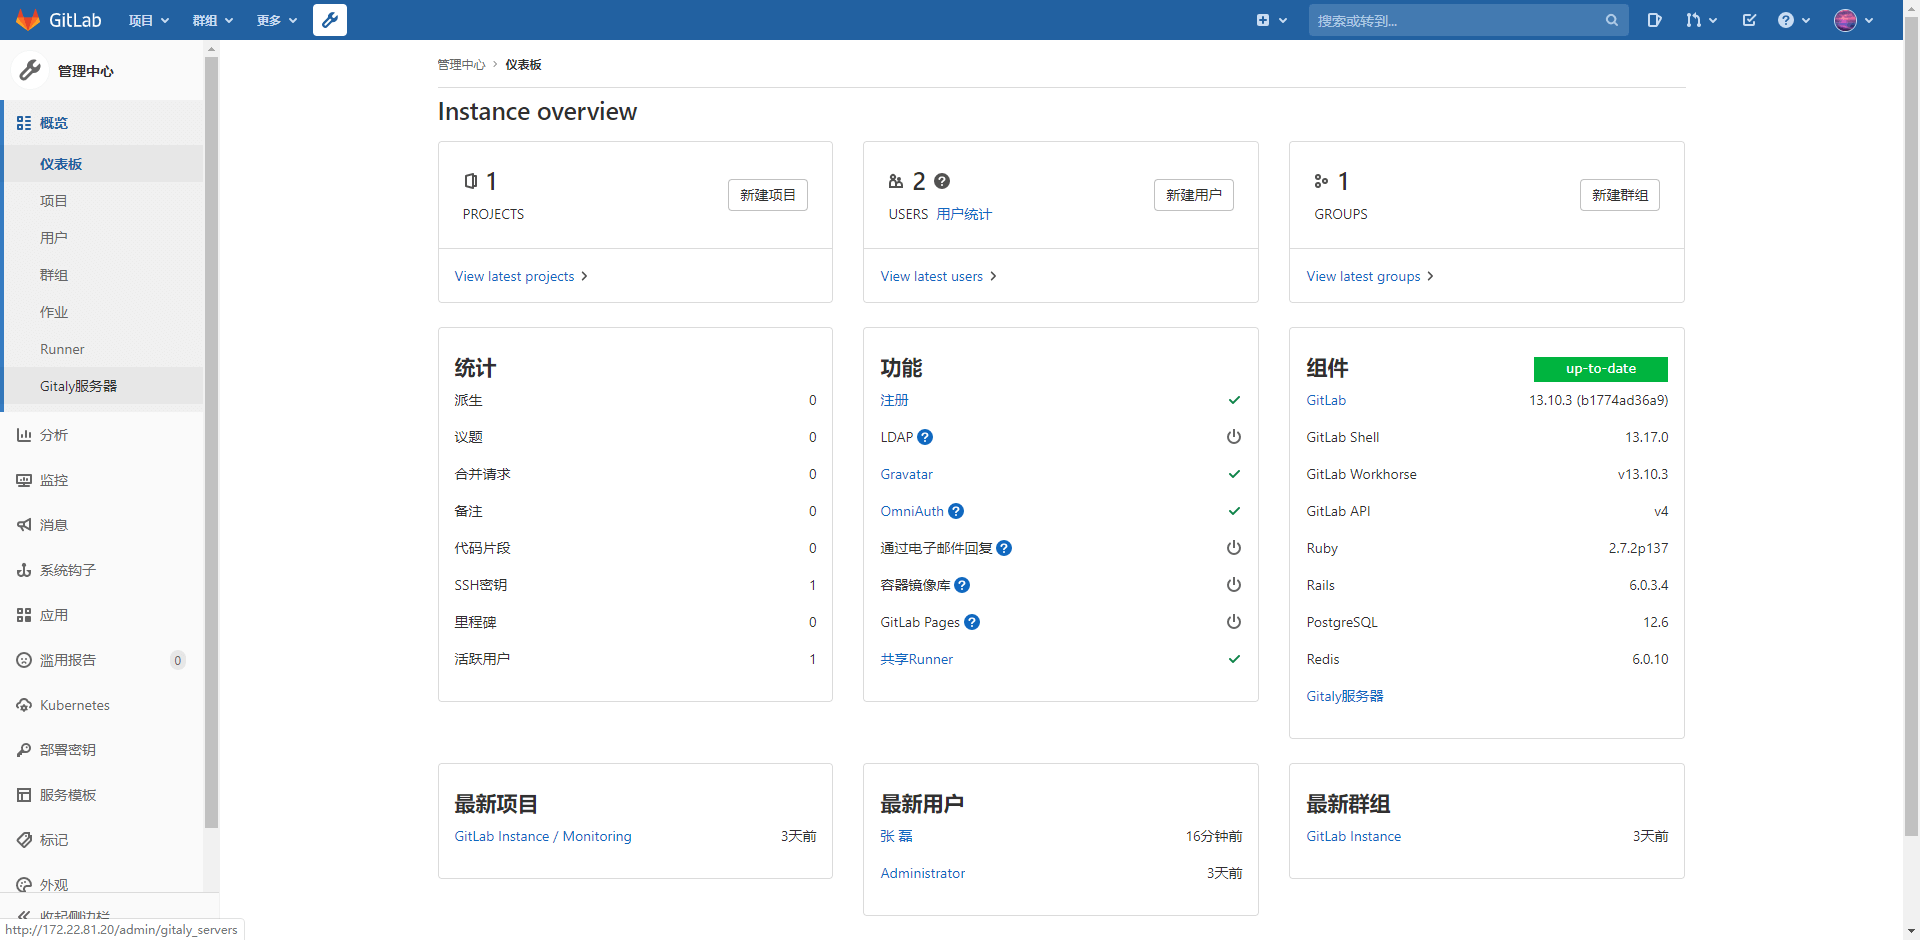 GitLab 项目 群组 更多 搜索或转到...
管理中心
概览
仪表板
项目
用户
群组
作业
Runner
Gitaly服务器
分析
监控
消息
系统钩子
应用
滥用报告 0
Kubernetes
部署密钥
服务模板
标记
外观
收起侧边栏
http://172.22.81.20/admin/gitaly_servers
管理中心 > 仪表板
Instance overview
1
PROJECTS
新建项目
View latest projects
2
USERS 用户统计
新建用户
View latest users
1
GROUPS
新建群组
View latest groups
统计
派生 0
议题 0
合并请求 0
备注 0
代码片段 0
SSH密钥 1
里程碑 0
活跃用户 1
功能
注册
LDAP
Gravatar
OmniAuth
通过电子邮件回复
容器镜像库
GitLab Pages
共享Runner
组件 up-to-date
GitLab 13.10.3 (b1774ad36a9)
GitLab Shell 13.17.0
GitLab Workhorse v13.10.3
GitLab API v4
Ruby 2.7.2p137
Rails 6.0.3.4
PostgreSQL 12.6
Redis 6.0.10
Gitaly服务器
最新项目
GitLab Instance / Monitoring 3天前
最新用户
张 磊 16分钟前
Administrator 3天前
最新群组
GitLab Instance 3天前